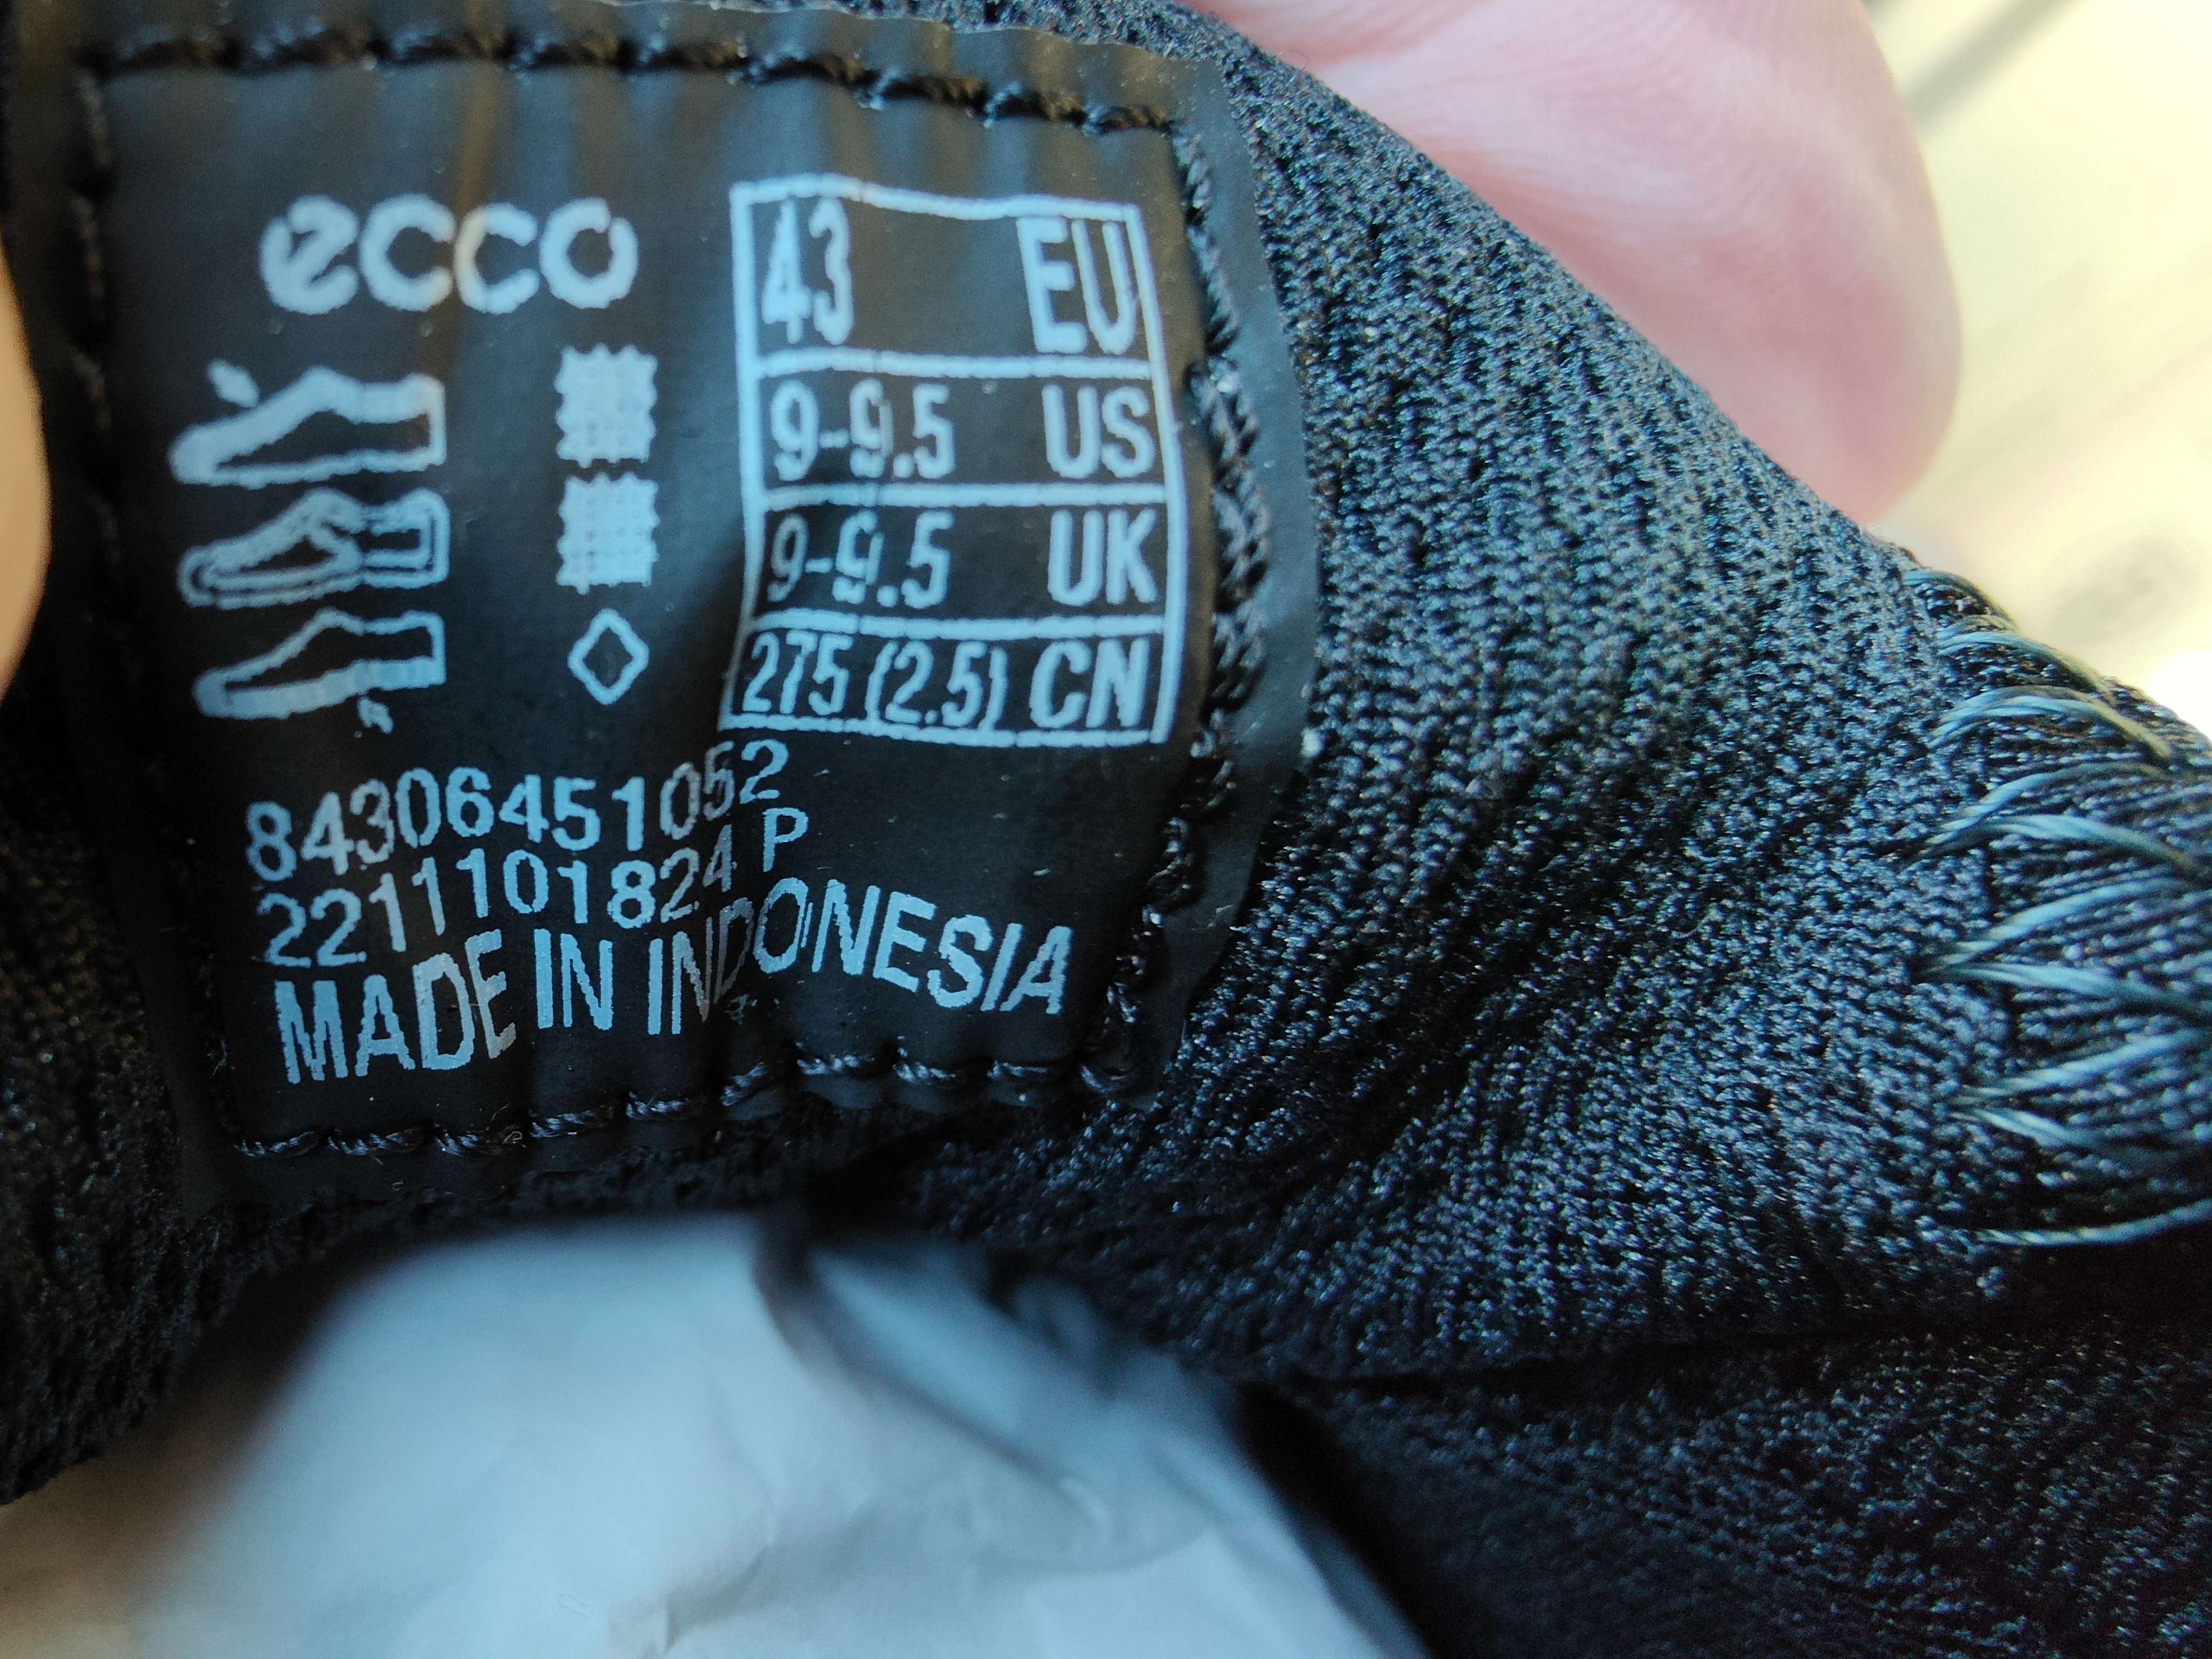 ecco
43 EU
9-9.5 US
9-9.5 UK
275 (2.5) CN
84306451052
2211101824 P
MADE IN INDONESIA